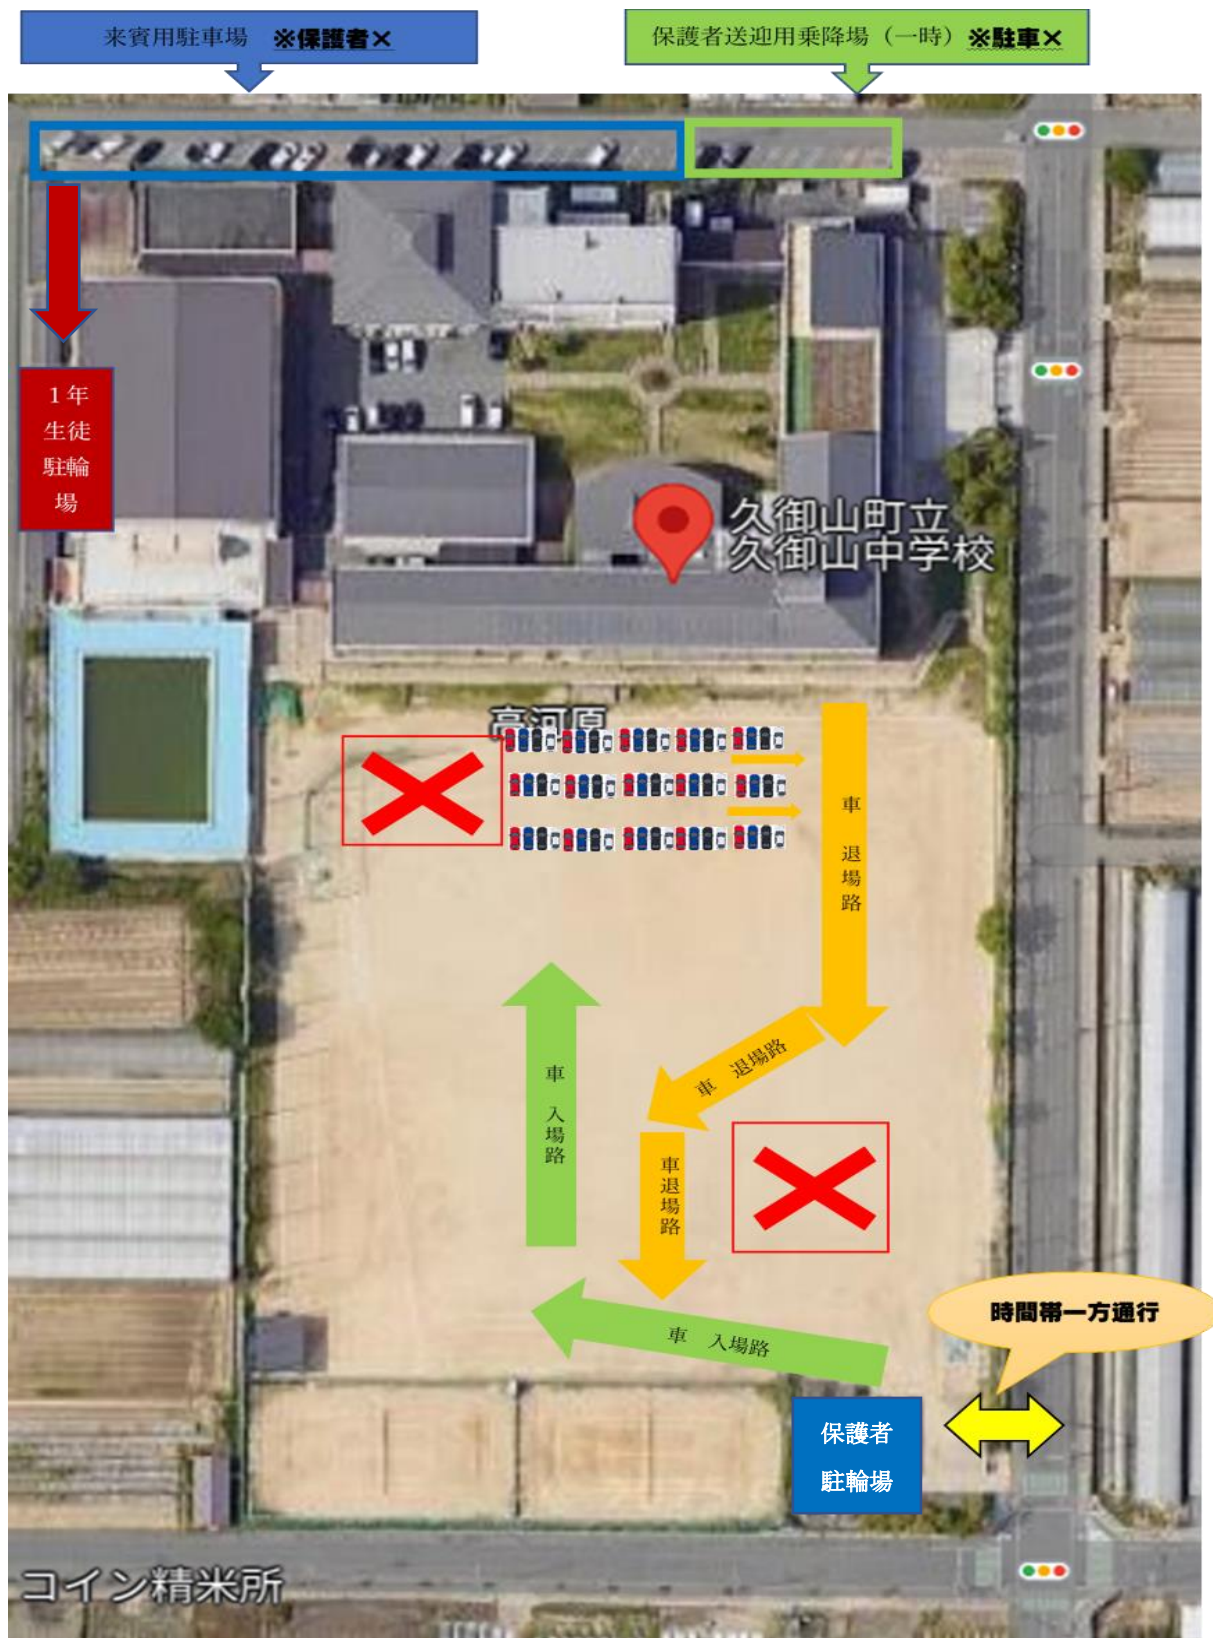 来賓用駐車場　※保護者×
保護者送迎用乗降場（一時）※駐車×
１年
生徒
駐輪
場
久御山町立
久御山中学校
高河原
車　退場路
車　退場路
車　入場路
車退場路
時間帯一方通行
車　入場路
保護者
駐輪場
コイン精米所